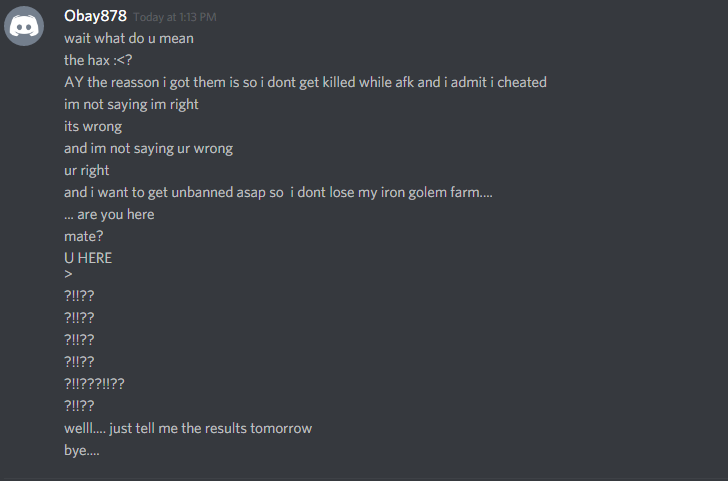 Obay878 Today at 1:13 PM
wait what do u mean
the hax :<?
AY the reasson i got them is so i dont get killed while afk and i admit i cheated
im not saying im right
its wrong
and im not saying ur wrong
ur right
and i want to get unbanned asap so  i dont lose my iron golem farm....
... are you here
mate?
U HERE
>
?!!??
?!!??
?!!??
?!!??
?!!???!!??
?!!??
welll.... just tell me the results tomorrow
bye....